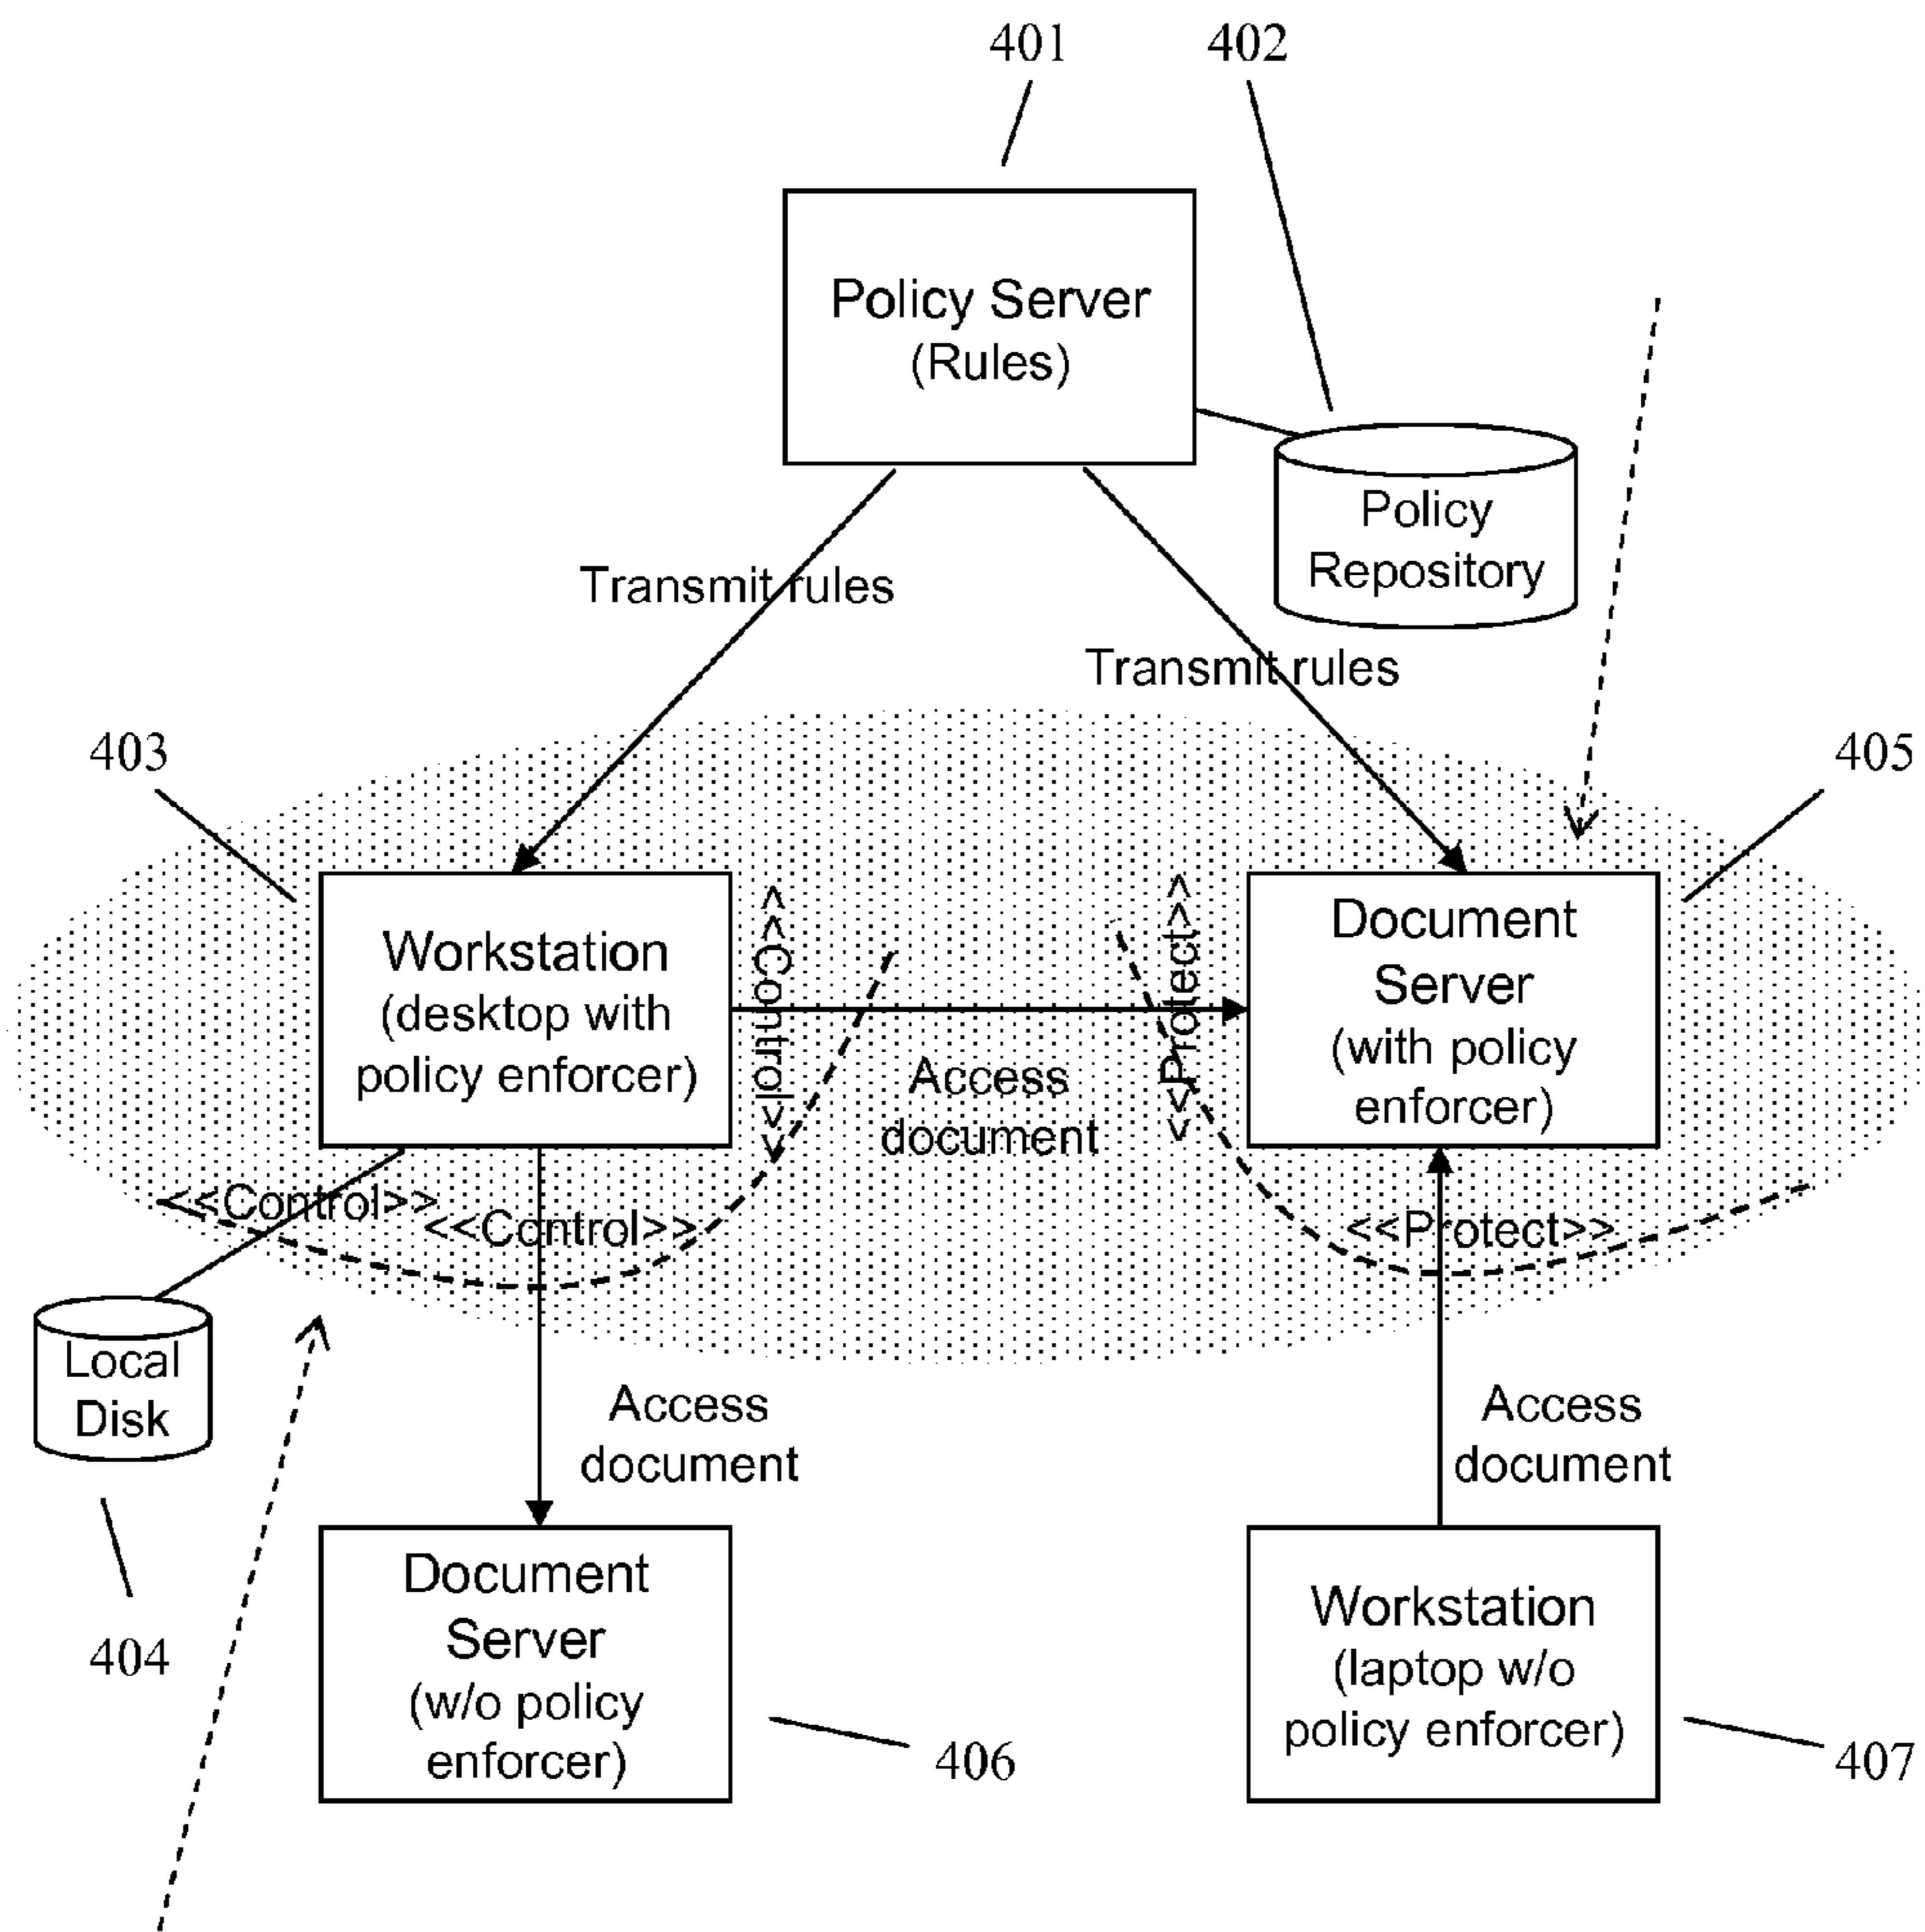 401
402
Policy Server
(Rules)
Policy
Repository
Transmit rules
Transmit rules
403
405
Workstation
(desktop with
policy enforcer)
<<Control>>
Access
document
<<Protect>>
Document
Server
(with policy
enforcer)
<<Control>>
<<Control>>
<<Protect>>
Local
Disk
Access
document
Access
document
404
Document
Server
(w/o policy
enforcer)
406
Workstation
(laptop w/o
policy enforcer)
407